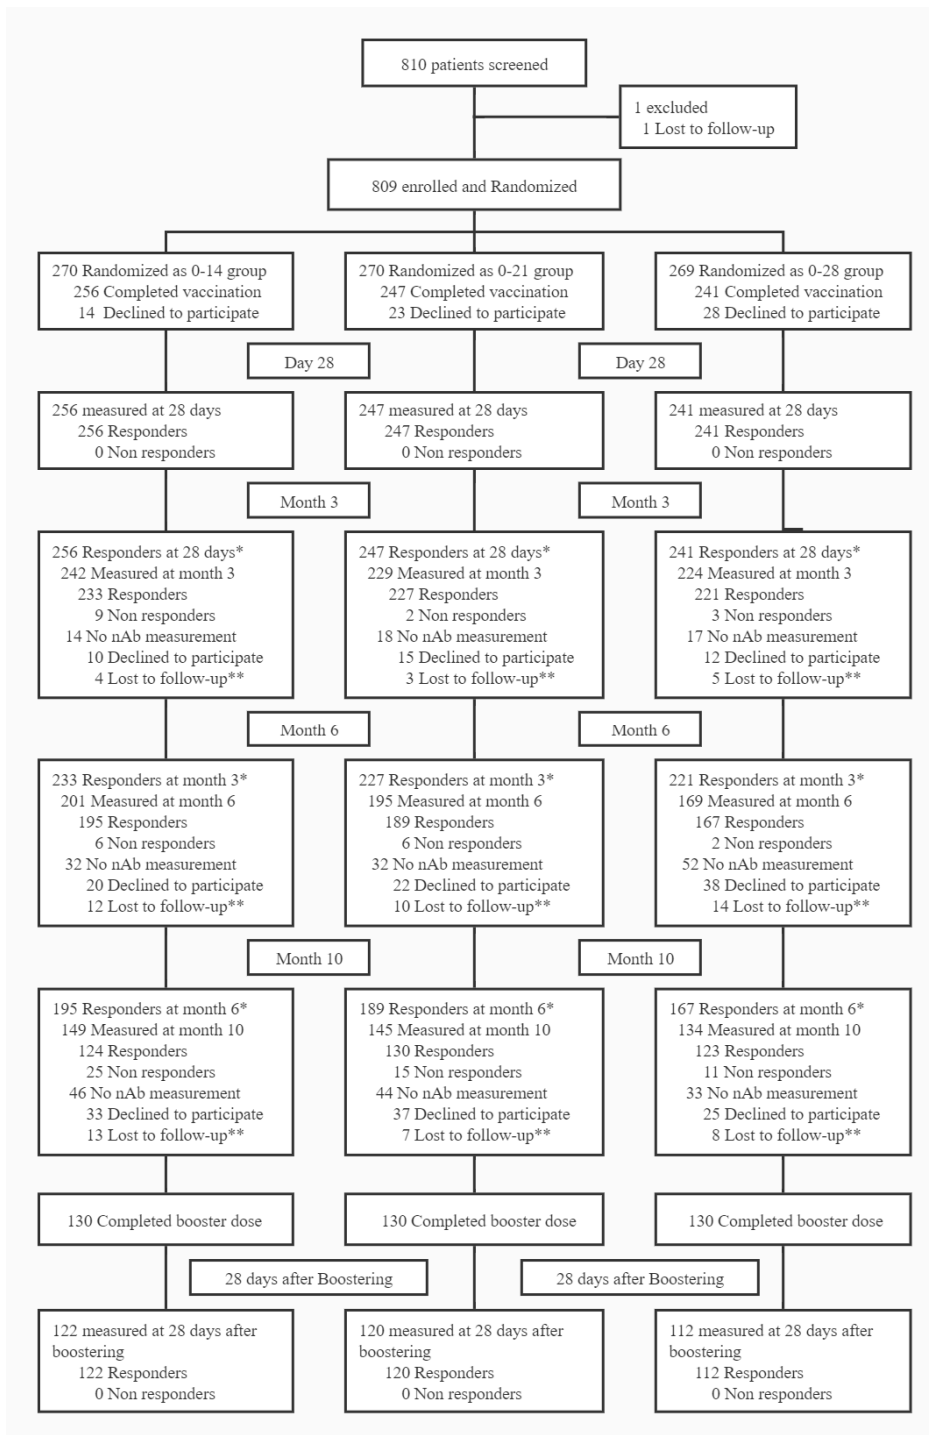 810 patients screened
1 excluded
1 Lost to follow-up
809 enrolled and Randomized
270 Randomized as 0-14 group
256 Completed vaccination
14 Declined to participate
270 Randomized as 0-21 group
247 Completed vaccination
23 Declined to participate
269 Randomized as 0-28 group
241 Completed vaccination
28 Declined to participate
Day 28
Day 28
256 measured at 28 days
256 Responders
0 Non responders
247 measured at 28 days
247 Responders
0 Non responders
241 measured at 28 days
241 Responders
0 Non responders
Month 3
Month 3
256 Responders at 28 days*
242 Measured at month 3
233 Responders
9 Non responders
14 No nAb measurement
10 Declined to participate
4 Lost to follow-up**
247 Responders at 28 days*
229 Measured at month 3
227 Responders
2 Non responders
18 No nAb measurement
15 Declined to participate
3 Lost to follow-up**
241 Responders at 28 days*
224 Measured at month 3
221 Responders
3 Non responders
17 No nAb measurement
12 Declined to participate
5 Lost to follow-up**
Month 6
Month 6
233 Responders at month 3*
201 Measured at month 6
195 Responders
6 Non responders
32 No nAb measurement
20 Declined to participate
12 Lost to follow-up**
227 Responders at month 3*
195 Measured at month 6
189 Responders
6 Non responders
32 No nAb measurement
22 Declined to participate
10 Lost to follow-up**
221 Responders at month 3*
169 Measured at month 6
167 Responders
2 Non responders
52 No nAb measurement
38 Declined to participate
14 Lost to follow-up**
Month 10
Month 10
195 Responders at month 6*
149 Measured at month 10
124 Responders
25 Non responders
46 No nAb measurement
33 Declined to participate
13 Lost to follow-up**
189 Responders at month 6*
145 Measured at month 10
130 Responders
15 Non responders
44 No nAb measurement
37 Declined to participate
7 Lost to follow-up**
167 Responders at month 6*
134 Measured at month 10
123 Responders
11 Non responders
33 No nAb measurement
25 Declined to participate
8 Lost to follow-up**
130 Completed booster dose
130 Completed booster dose
130 Completed booster dose
28 days after Boostering
28 days after Boostering
122 measured at 28 days after
boostering
122 Responders
0 Non responders
120 measured at 28 days after
boostering
120 Responders
0 Non responders
112 measured at 28 days after
boostering
112 Responders
0 Non responders